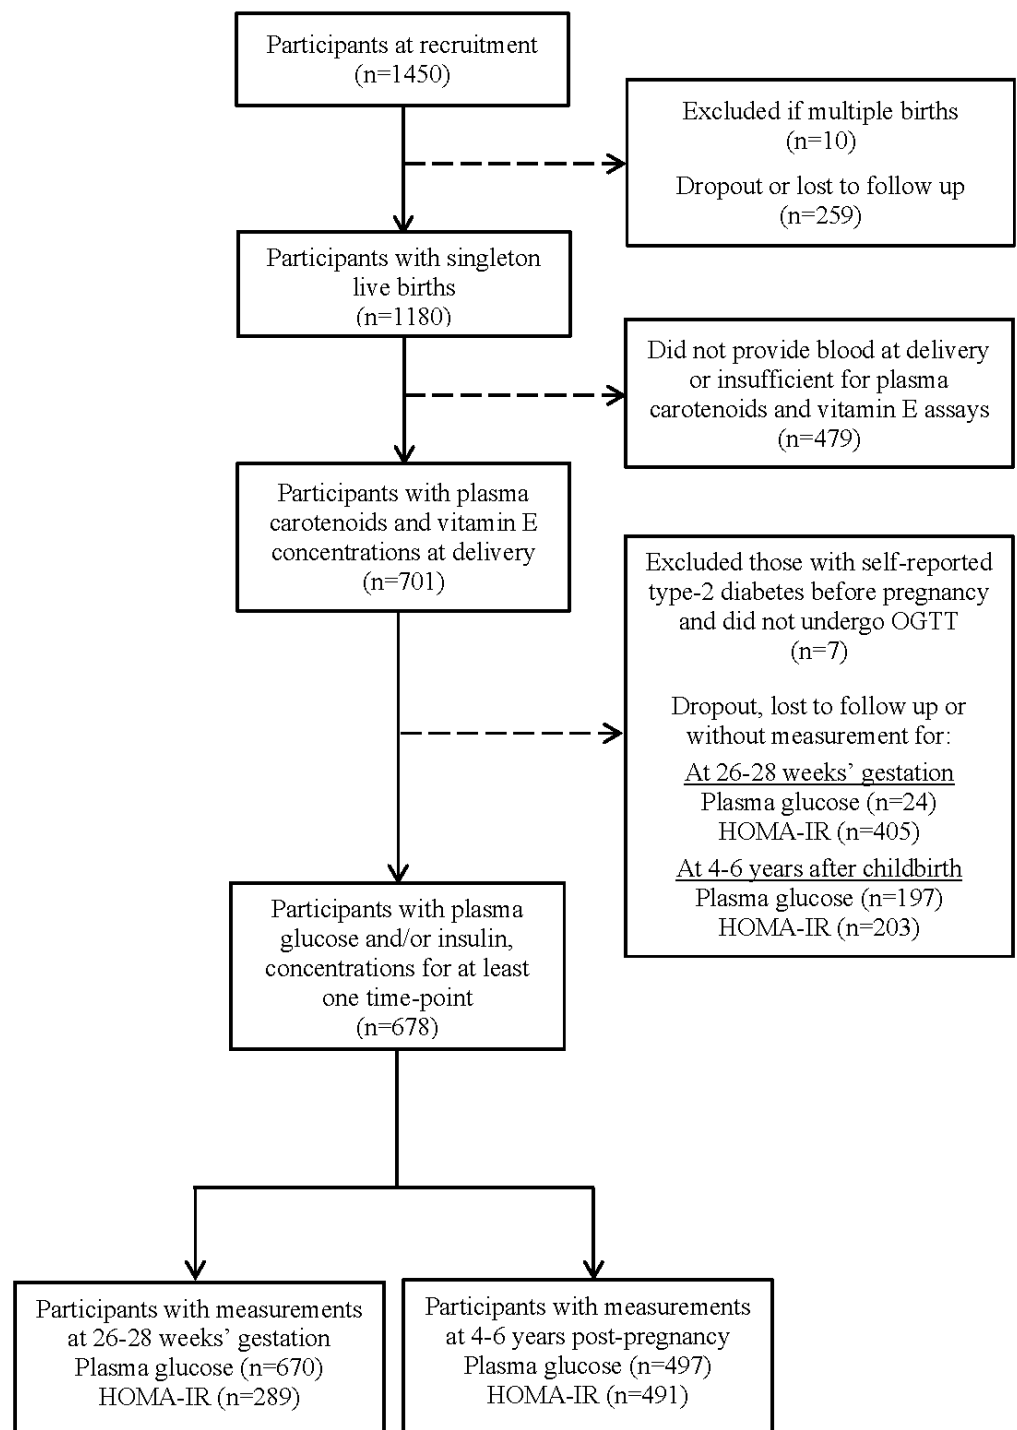 Participants at recruitment
(n=1450)
Excluded if multiple births
(n=10)
Dropout or lost to follow up
(n=259)
Participants with singleton
live births
(n=1180)
Did not provide blood at delivery
or insufficient for plasma
carotenoids and vitamin E assays
(n=479)
Participants with plasma
carotenoids and vitamin E
concentrations at delivery
(n=701)
Excluded those with self-reported
type-2 diabetes before pregnancy
and did not undergo OGTT
(n=7)
Dropout, lost to follow up or
without measurement for:
At 26-28 weeks’ gestation
Plasma glucose (n=24)
HOMA-IR (n=405)
At 4-6 years after childbirth
Plasma glucose (n=197)
HOMA-IR (n=203)
Participants with plasma
glucose and/or insulin,
concentrations for at least
one time-point
(n=678)
Participants with measurements
at 26-28 weeks’ gestation
Plasma glucose (n=670)
HOMA-IR (n=289)
Participants with measurements
at 4-6 years post-pregnancy
Plasma glucose (n=497)
HOMA-IR (n=491)